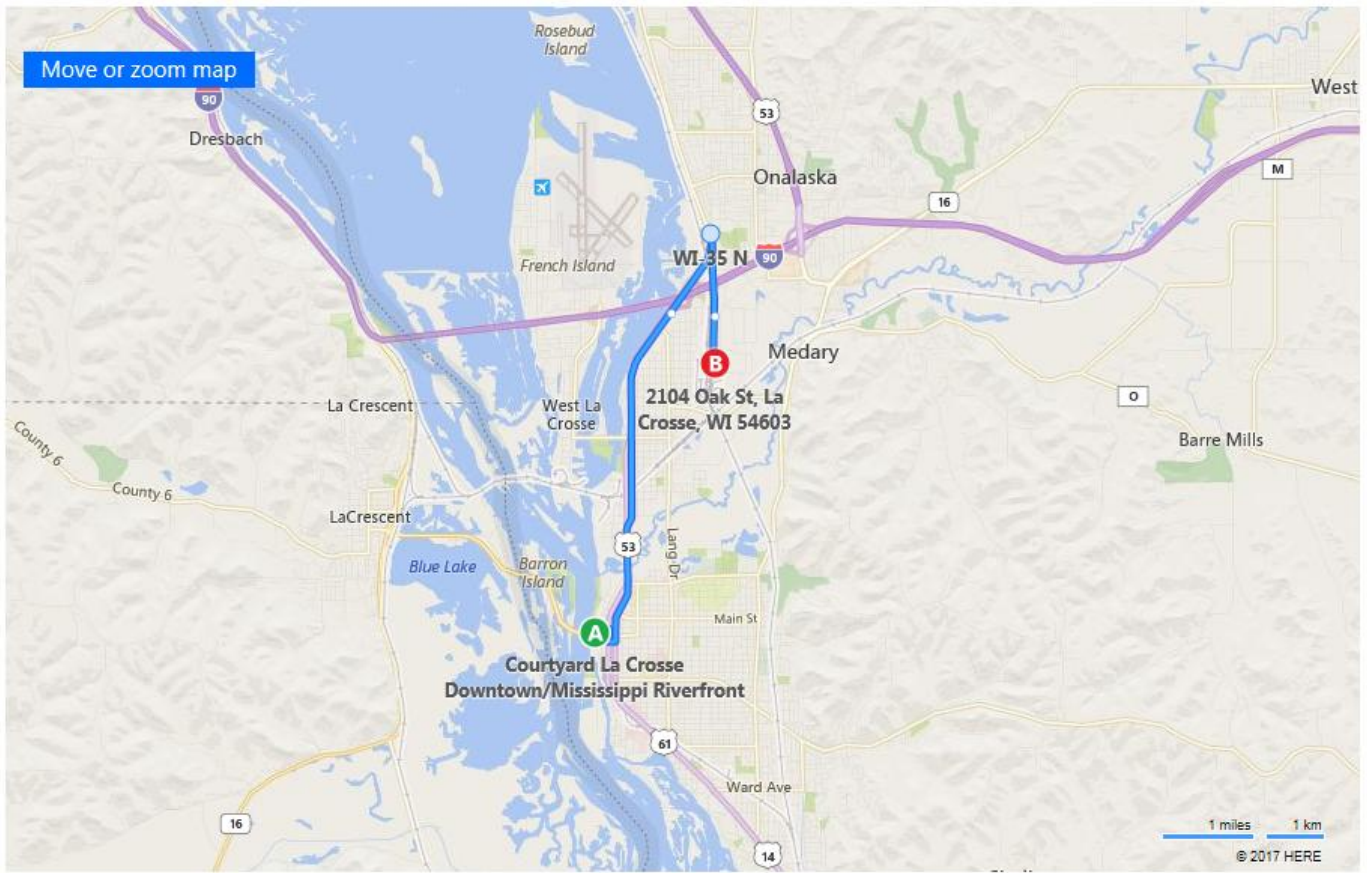 Rosebud
Island
Move or zoom map
90
Dresbach
53
West
Onalaska
M
16
WI-35 N
90
French Island
B
Medary
2104 Oak St, La
Crosse, WI 54603
La Crescent
West La
Crosse
O
County 6
County 6
Barre Mills
LaCrescent
53
Lang Dr
Blue Lake
Barron
Island
A
Main St
Courtyard La Crosse
Downtown/Mississippi Riverfront
61
Ward Ave
16
14
1 miles
1 km
© 2017 HERE